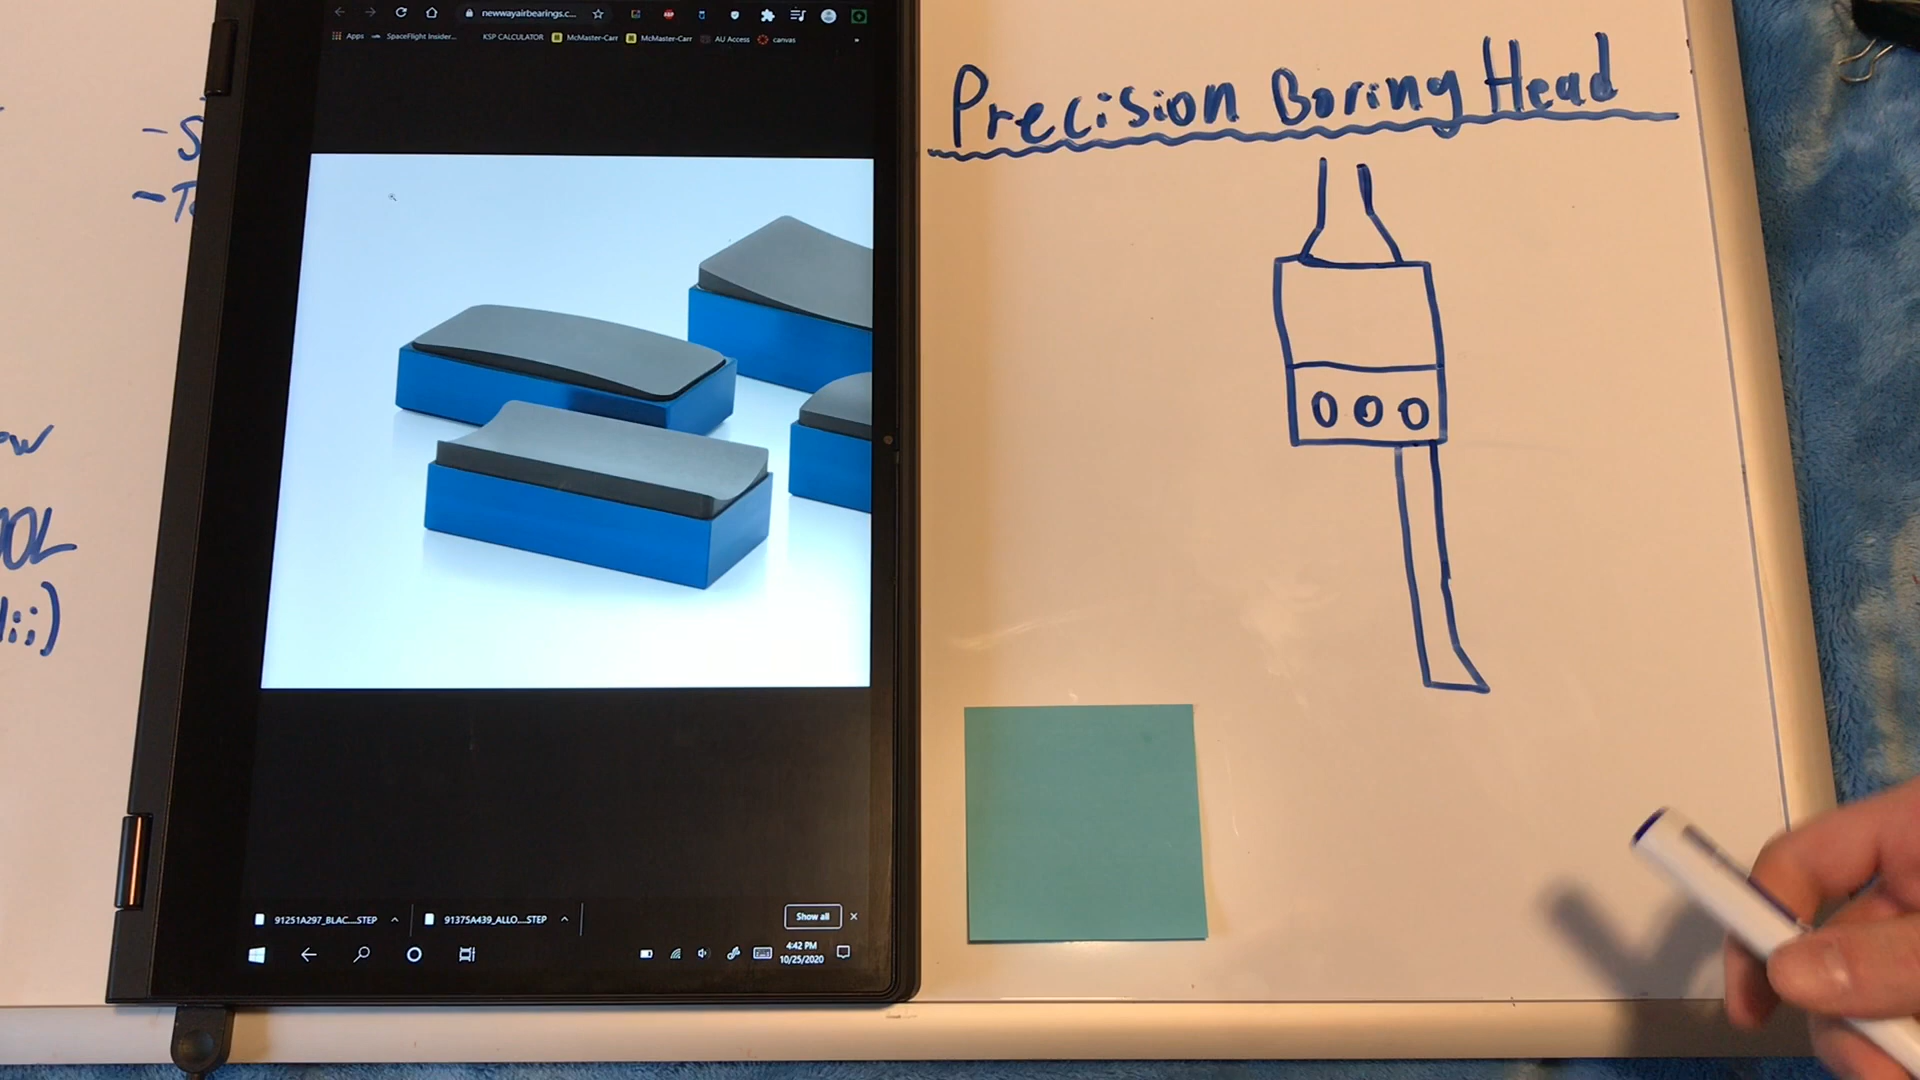 newwayairbearings.c...
Apps SpaceFlight Insider... KSP CALCULATOR McMaster-Carr McMaster-Carr AU Access canvas »
Precision Boring Head
91251A297_BLAC....STEP 91375A439_ALLO....STEP Show all
4:42 PM
10/25/2020